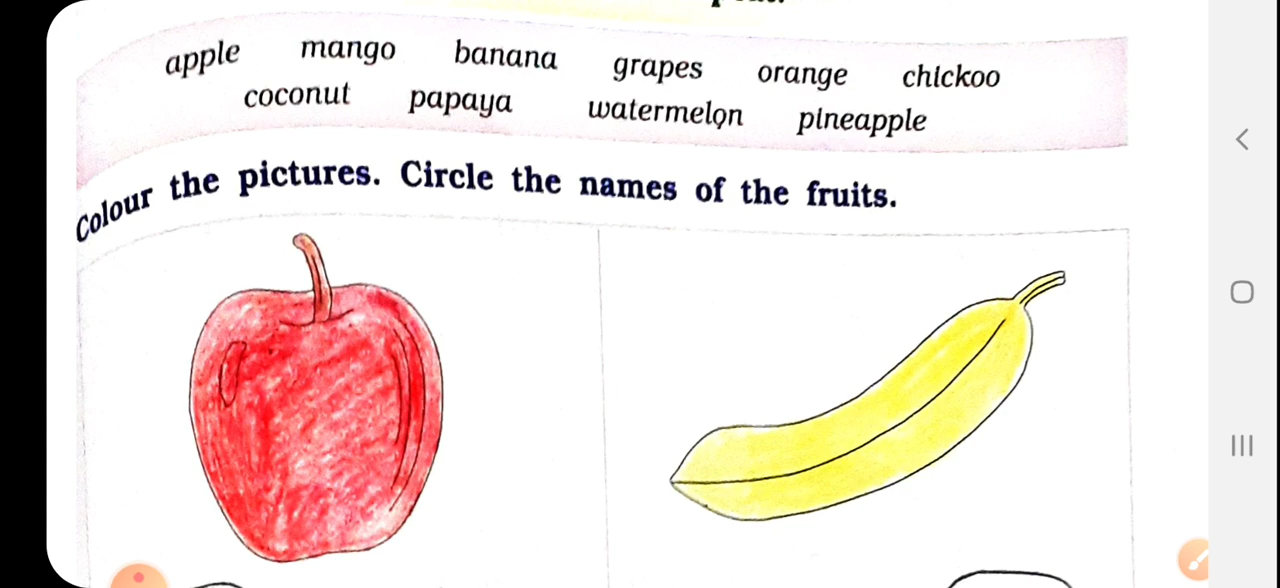 apple mango banana grapes orange chickoo
coconut papaya watermelon pineapple
Colour the pictures. Circle the names of the fruits.